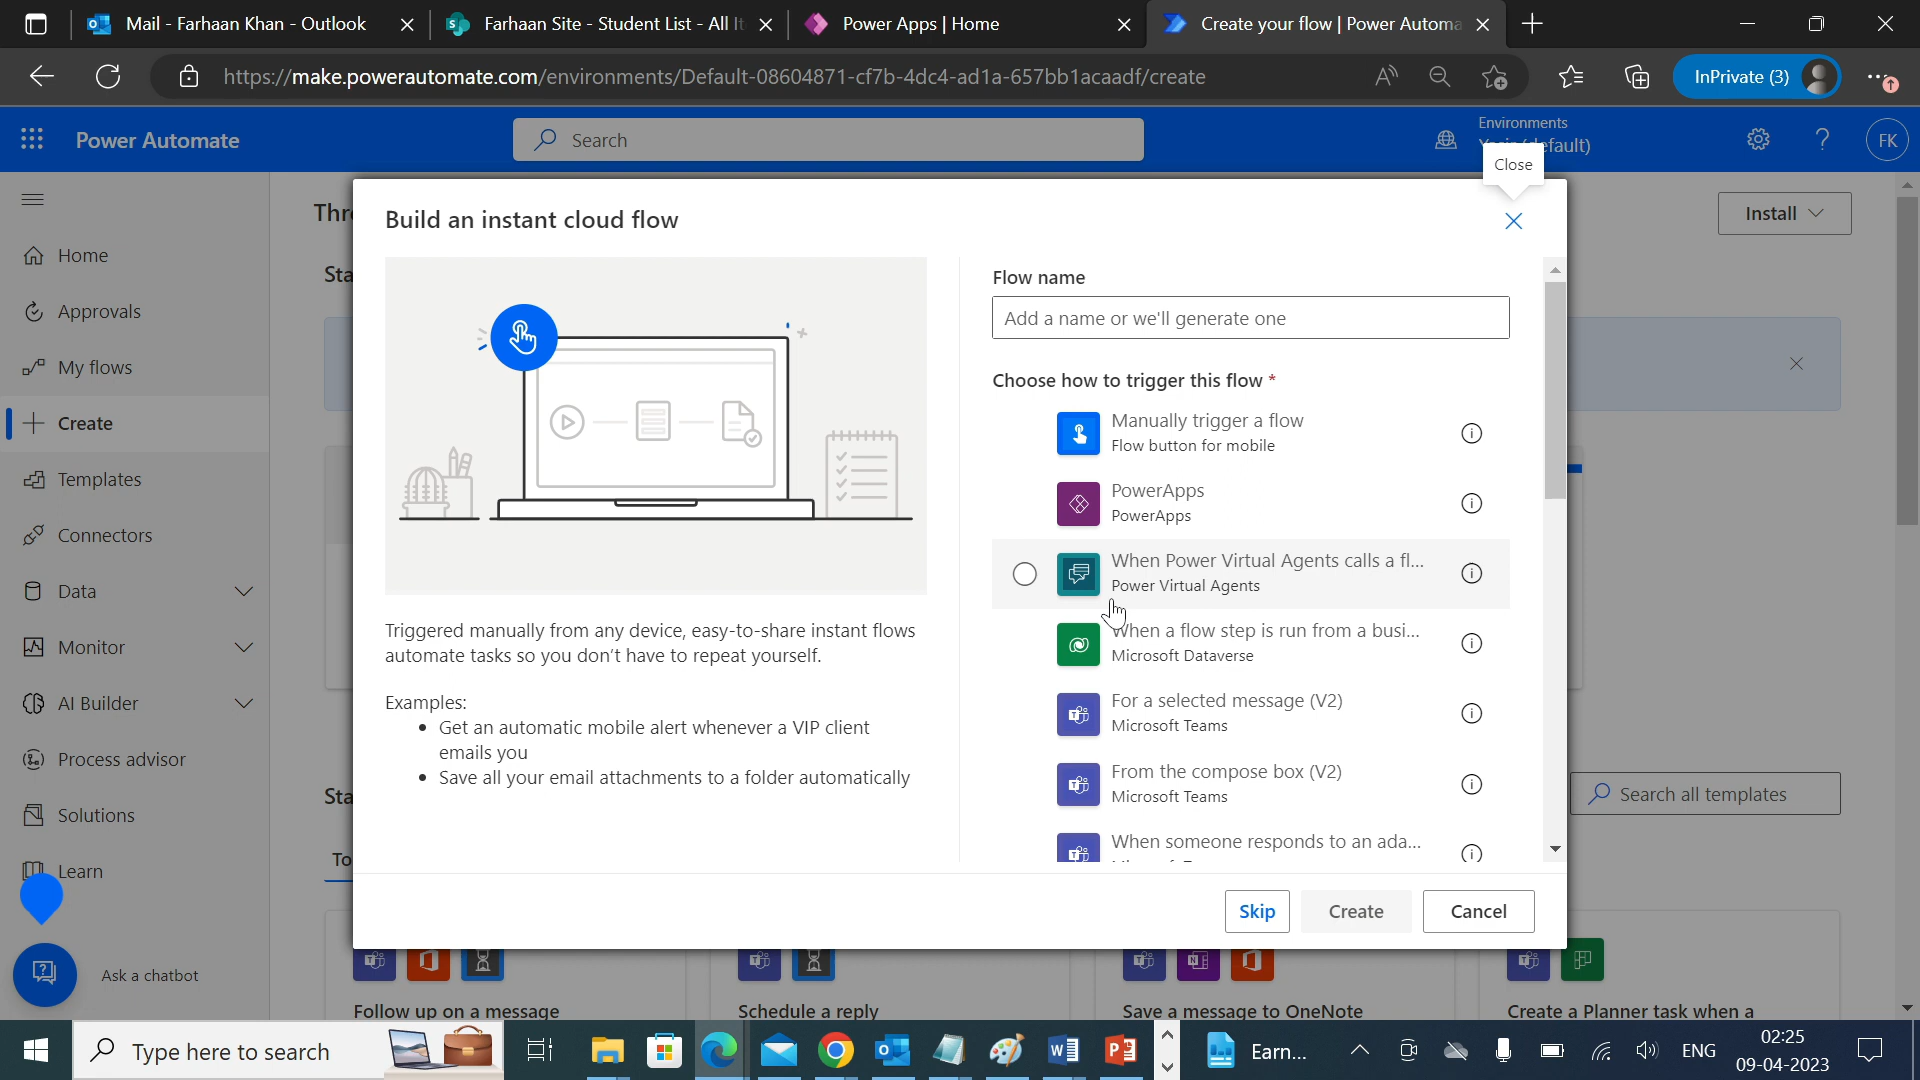 Mail - Farhaan Khan - Outlook
Farhaan Site - Student List - All It
Power Apps | Home
Create your flow | Power Automa
https://make.powerautomate.com/environments/Default-08604871-cf7b-4dc4-ad1a-657bb1acaadf/create
InPrivate (3)
Power Automate
Search
Environments
(default)
FK
Close
Home
Approvals
My flows
Create
Templates
Connectors
Data
Monitor
AI Builder
Process advisor
Solutions
Learn
Ask a chatbot
Thr
Install
Sta
Build an instant cloud flow
Triggered manually from any device, easy-to-share instant flows
automate tasks so you don't have to repeat yourself.
Examples:
• Get an automatic mobile alert whenever a VIP client
emails you
• Save all your email attachments to a folder automatically
Flow name
Add a name or we'll generate one
Choose how to trigger this flow *
Manually trigger a flow
Flow button for mobile
PowerApps
PowerApps
When Power Virtual Agents calls a fl...
Power Virtual Agents
When a flow step is run from a busi...
Microsoft Dataverse
For a selected message (V2)
Microsoft Teams
From the compose box (V2)
Microsoft Teams
When someone responds to an ada...
Skip
Create
Cancel
Sta
Search all templates
To
Follow up on a message
Schedule a reply
Save a message to OneNote
Create a Planner task when a
Type here to search
Earn...
ENG
02:25
09-04-2023